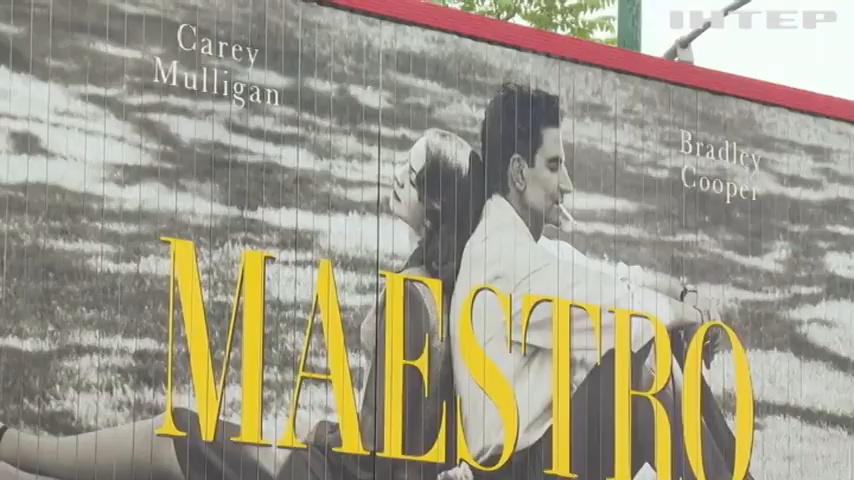 ІНТЕР
Carey
Mulligan
Bradley
Cooper
MAESTRO